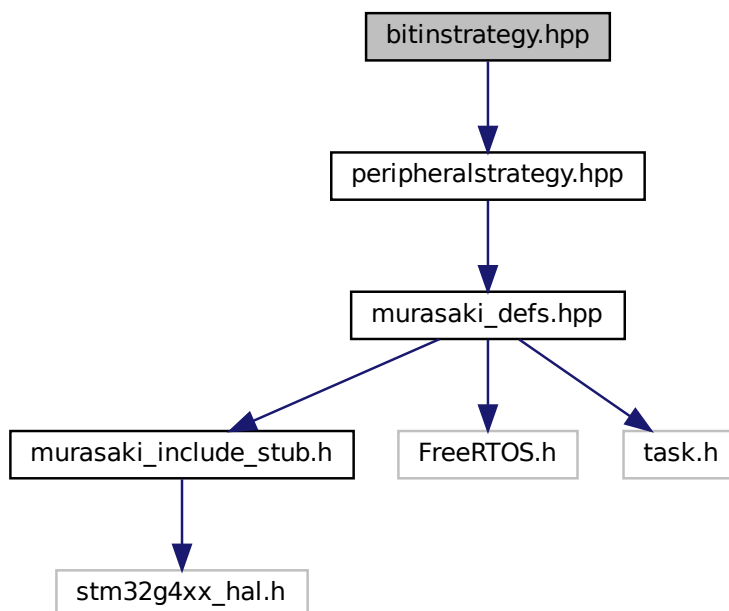 bitinstrategy.hpp
peripheralstrategy.hpp
murasaki_defs.hpp
murasaki_include_stub.h
FreeRTOS.h
task.h
stm32g4xx_hal.h